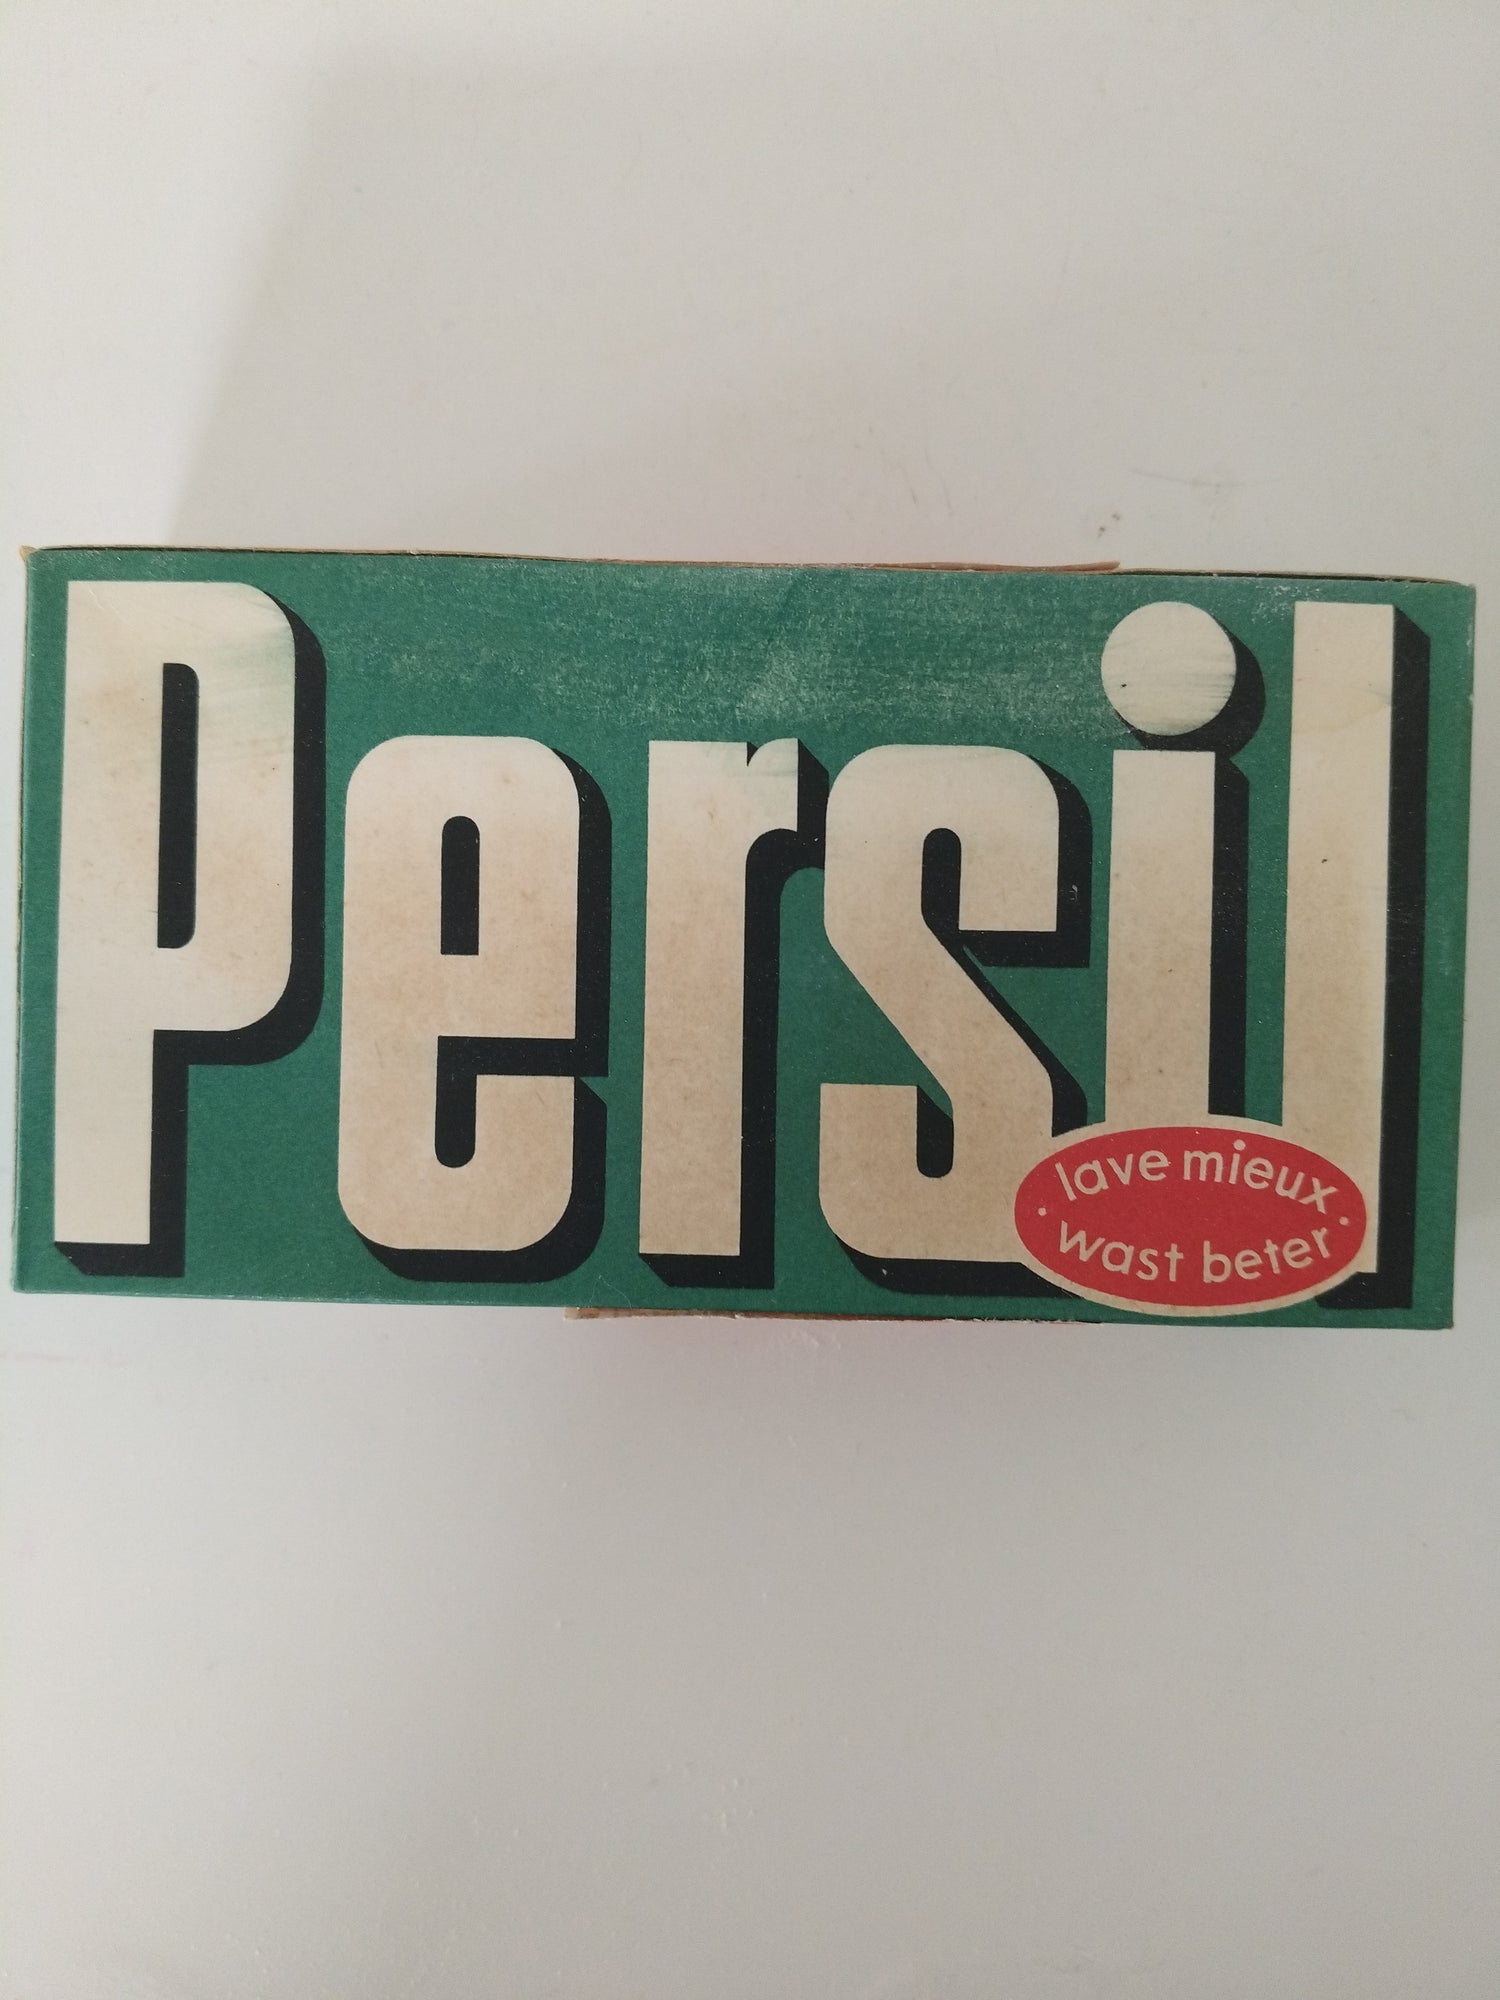 Persil
lave mieux
wast beter